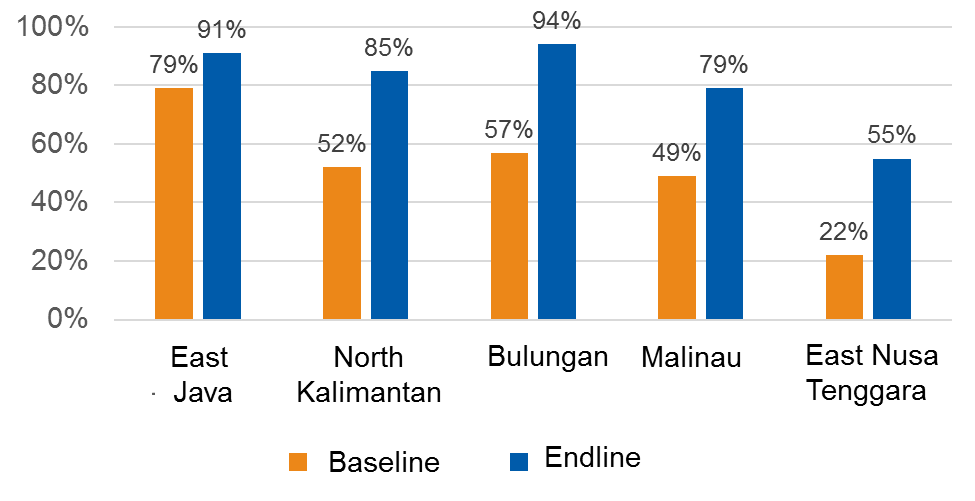 100%
80%
60%
40%
20%
0%
79%
91%
52%
85%
57%
94%
49%
79%
22%
55%
East
Java
North
Kalimantan
Bulungan
Malinau
East Nusa
Tenggara
Baseline
Endline